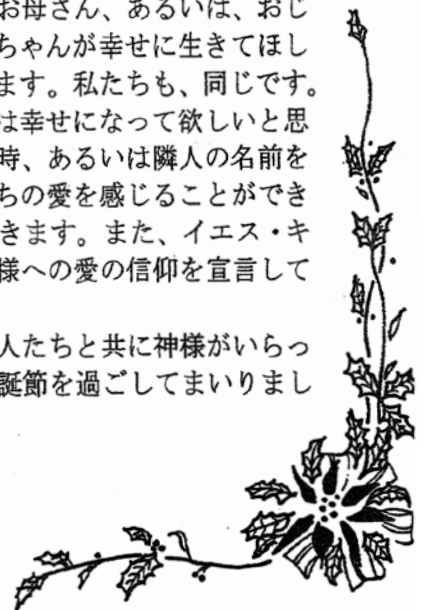 お母さん、あるいは、おじ
ちゃんが幸せに生きてほし
ます。私たちも、同じです。
は幸せになって欲しいと思
時、あるいは隣人の名前を
ちの愛を感じることができ
きます。また、イエス・キ
様への愛の信仰を宣言して
人たちと共に神様がいらっ
誕節を過ごしてまいりまし